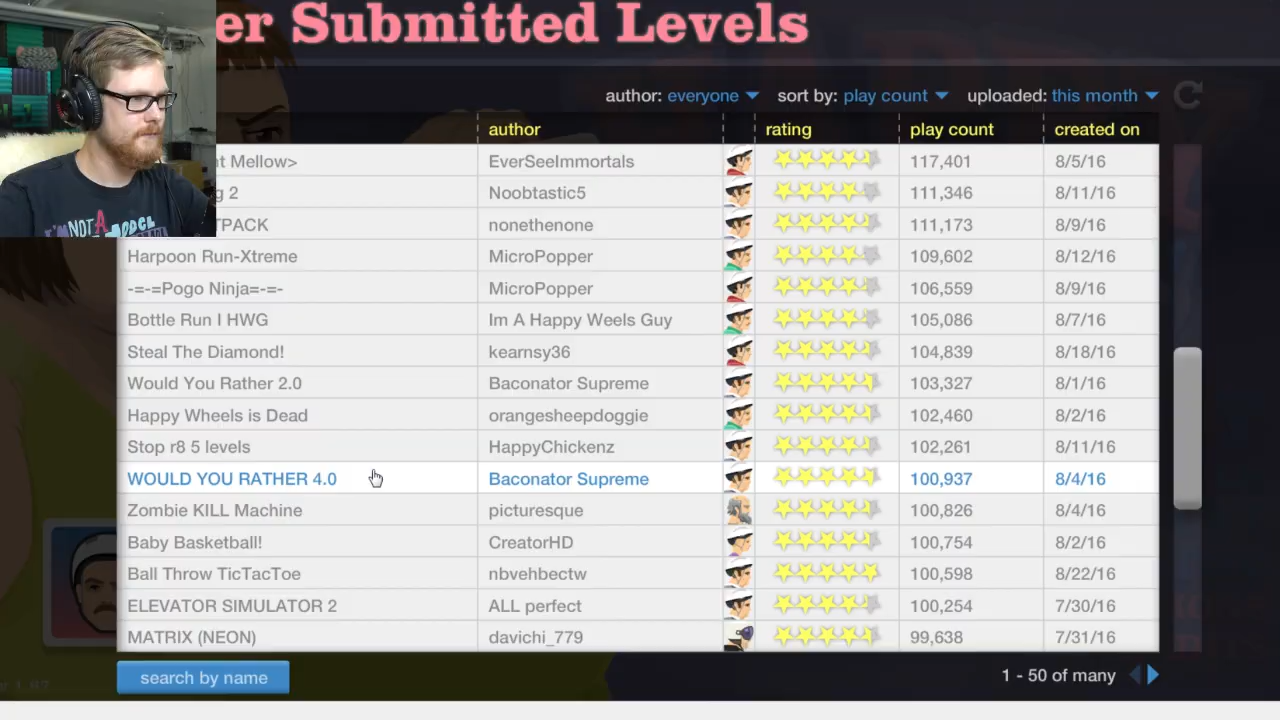 er Submitted Levels
author: everyone sort by: play count uploaded: this month
author rating play count created on
Mellow> EverSeeImmortals 117,401 8/5/16
g 2 Noobtastic5 111,346 8/11/16
PACK nonethenone 111,173 8/9/16
Harpoon Run-Xtreme MicroPopper 109,602 8/12/16
-=-=Pogo Ninja=-=- MicroPopper 106,559 8/9/16
Bottle Run I HWG Im A Happy Weels Guy 105,086 8/7/16
Steal The Diamond! kearnsy36 104,839 8/18/16
Would You Rather 2.0 Baconator Supreme 103,327 8/1/16
Happy Wheels is Dead orangesheepdoggie 102,460 8/2/16
Stop r8 5 levels HappyChickenz 102,261 8/11/16
WOULD YOU RATHER 4.0 Baconator Supreme 100,937 8/4/16
Zombie KILL Machine picturesque 100,826 8/4/16
Baby Basketball! CreatorHD 100,754 8/2/16
Ball Throw TicTacToe nbvehbectw 100,598 8/22/16
ELEVATOR SIMULATOR 2 ALL perfect 100,254 7/30/16
MATRIX (NEON) davichi_779 99,638 7/31/16
search by name 1 - 50 of many
I'M NOT A